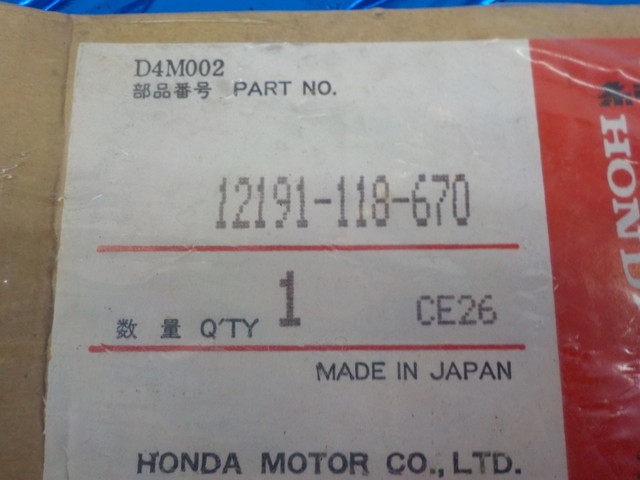 D4M002
部品番号 PART NO.
12191-118-670
数量 Q'TY 1 CE26
MADE IN JAPAN
HONDA MOTOR CO., LTD.
HOND